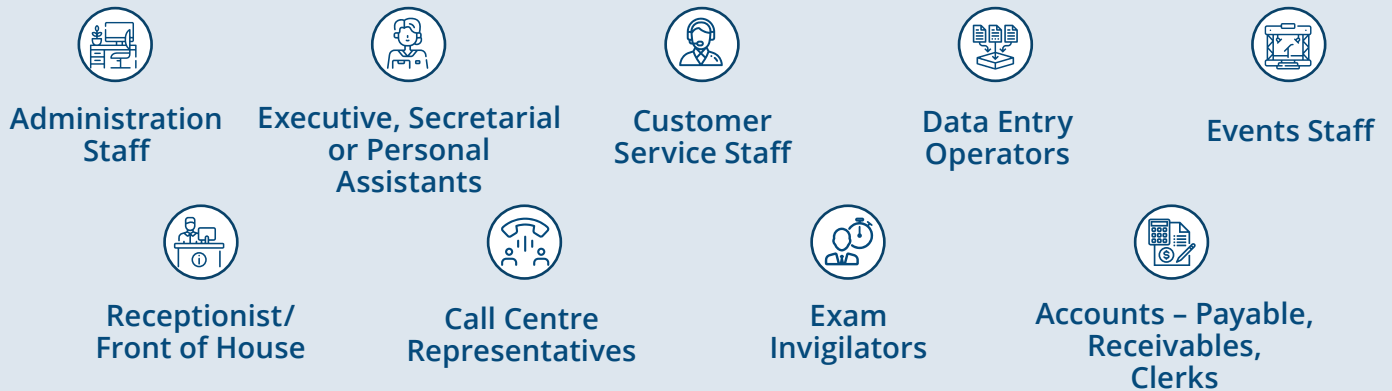 Administration
Staff
Executive, Secretarial
or Personal
Assistants
Customer
Service Staff
Data Entry
Operators
Events Staff
Receptionist/
Front of House
Call Centre
Representatives
Exam
Invigilators
Accounts – Payable,
Receivables,
Clerks